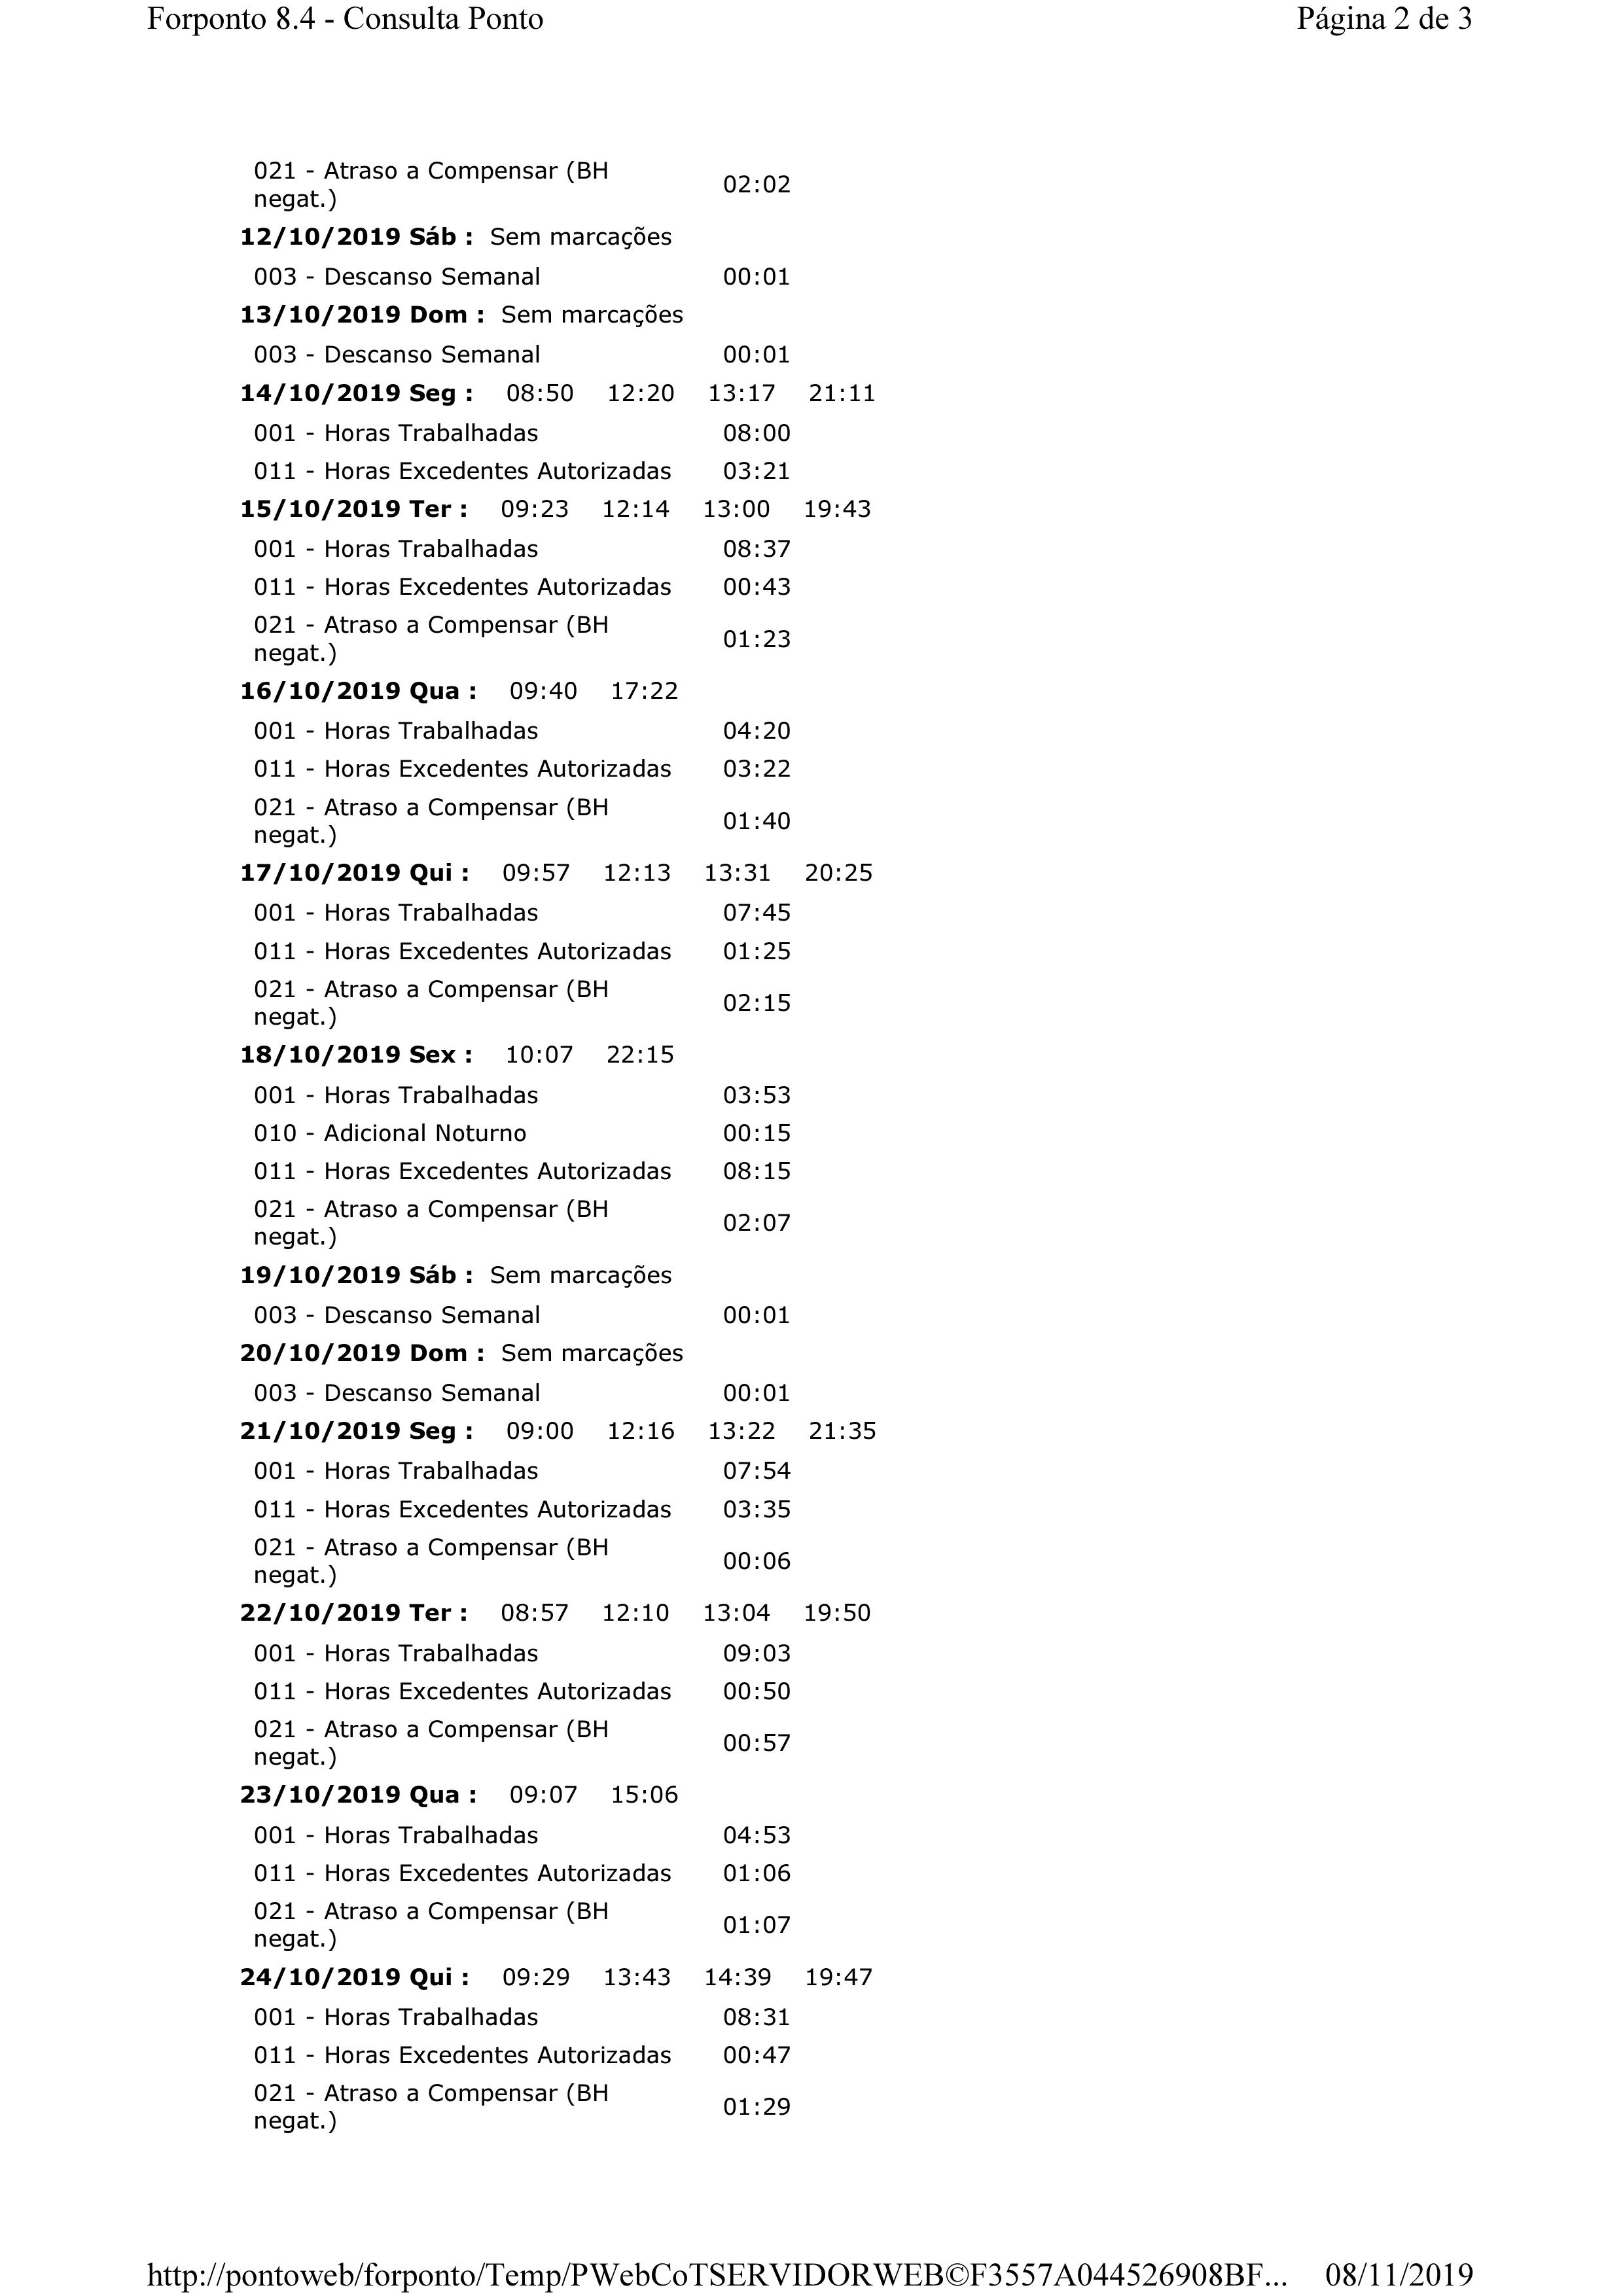 Forponto 8.4 - Consulta Ponto Página 2 de 3
021 - Atraso a Compensar (BH
negat.) 02:02
12/10/2019 Sáb : Sem marcações
003 - Descanso Semanal 00:01
13/10/2019 Dom : Sem marcações
003 - Descanso Semanal 00:01
14/10/2019 Seg : 08:50 12:20 13:17 21:11
001 - Horas Trabalhadas 08:00
011 - Horas Excedentes Autorizadas 03:21
15/10/2019 Ter : 09:23 12:14 13:00 19:43
001 - Horas Trabalhadas 08:37
011 - Horas Excedentes Autorizadas 00:43
021 - Atraso a Compensar (BH
negat.) 01:23
16/10/2019 Qua : 09:40 17:22
001 - Horas Trabalhadas 04:20
011 - Horas Excedentes Autorizadas 03:22
021 - Atraso a Compensar (BH
negat.) 01:40
17/10/2019 Qui : 09:57 12:13 13:31 20:25
001 - Horas Trabalhadas 07:45
011 - Horas Excedentes Autorizadas 01:25
021 - Atraso a Compensar (BH
negat.) 02:15
18/10/2019 Sex : 10:07 22:15
001 - Horas Trabalhadas 03:53
010 - Adicional Noturno 00:15
011 - Horas Excedentes Autorizadas 08:15
021 - Atraso a Compensar (BH
negat.) 02:07
19/10/2019 Sáb : Sem marcações
003 - Descanso Semanal 00:01
20/10/2019 Dom : Sem marcações
003 - Descanso Semanal 00:01
21/10/2019 Seg : 09:00 12:16 13:22 21:35
001 - Horas Trabalhadas 07:54
011 - Horas Excedentes Autorizadas 03:35
021 - Atraso a Compensar (BH
negat.) 00:06
22/10/2019 Ter : 08:57 12:10 13:04 19:50
001 - Horas Trabalhadas 09:03
011 - Horas Excedentes Autorizadas 00:50
021 - Atraso a Compensar (BH
negat.) 00:57
23/10/2019 Qua : 09:07 15:06
001 - Horas Trabalhadas 04:53
011 - Horas Excedentes Autorizadas 01:06
021 - Atraso a Compensar (BH
negat.) 01:07
24/10/2019 Qui : 09:29 13:43 14:39 19:47
001 - Horas Trabalhadas 08:31
011 - Horas Excedentes Autorizadas 00:47
021 - Atraso a Compensar (BH
negat.) 01:29
http://pontoweb/forponto/Temp/PWebCoTSERVIDORWEB©F3557A044526908BF... 08/11/2019